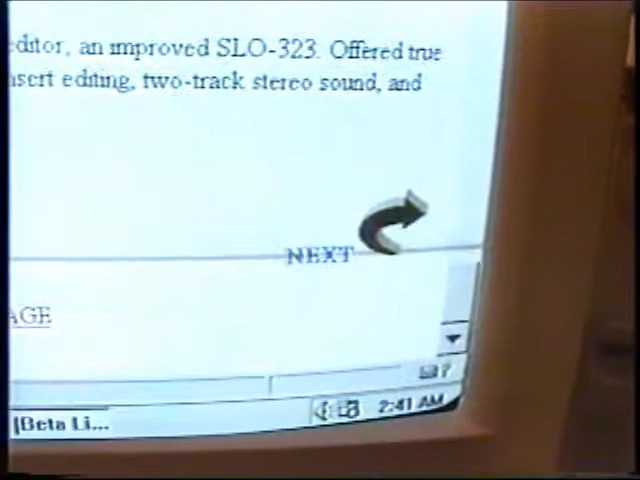 editor, an improved SLO-323. Offered true
insert editing, two-track stereo sound, and
NEXT
AGE
?
[Beta Li...
2:41 AM